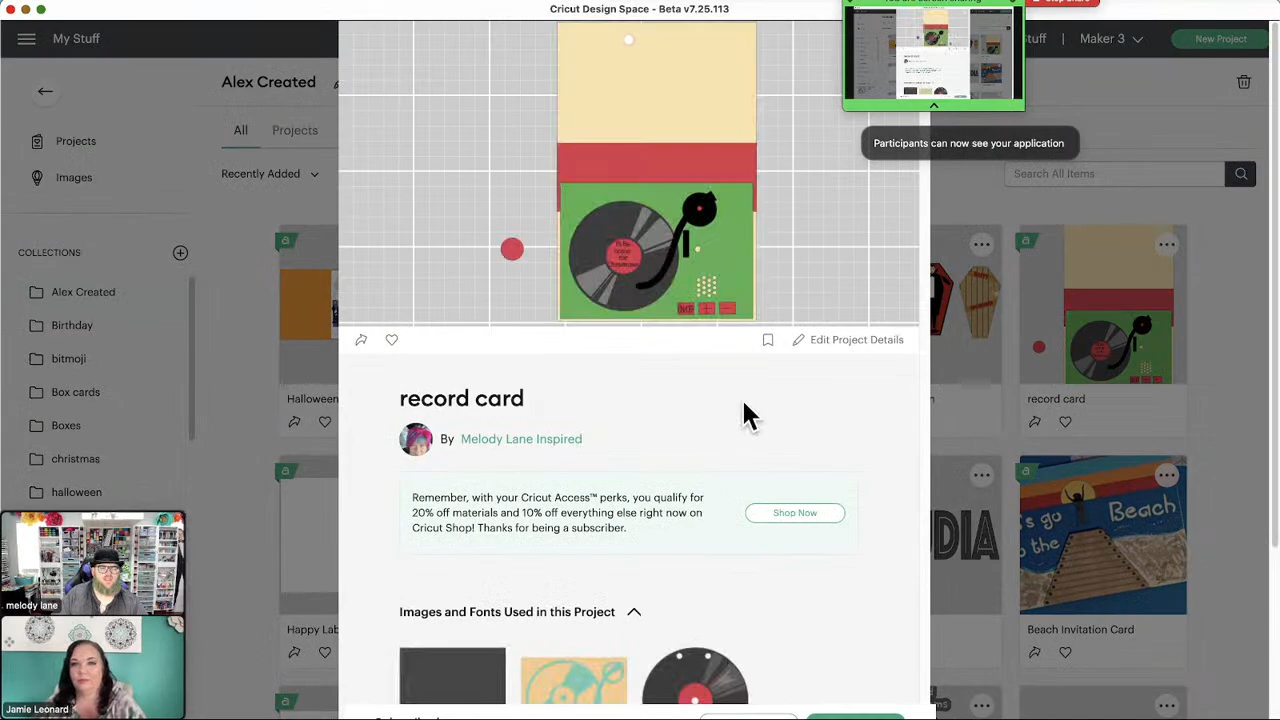 Cricut Design Space - Beta v7.25.113
My Stuff
Maker 3
New Project
Alex Created
Participants can now see your application
All
Projects
Projects
Images
Recently Added
Search All Items
COLLECTIONS
Alex Created
Birthday
bitmoji
Box cards
Boxes
christmas
halloween
Edit Project Details
record card
By Melody Lane Inspired
Remember, with your Cricut Access™ perks, you qualify for
20% off materials and 10% off everything else right now on
Cricut Shop! Thanks for being a subscriber.
Shop Now
Images and Fonts Used in this Project
Halloween
record card
Let's go
to the
Beach
Happy Lab
Beach Invitation Card
melody lane
Jamie Leonard